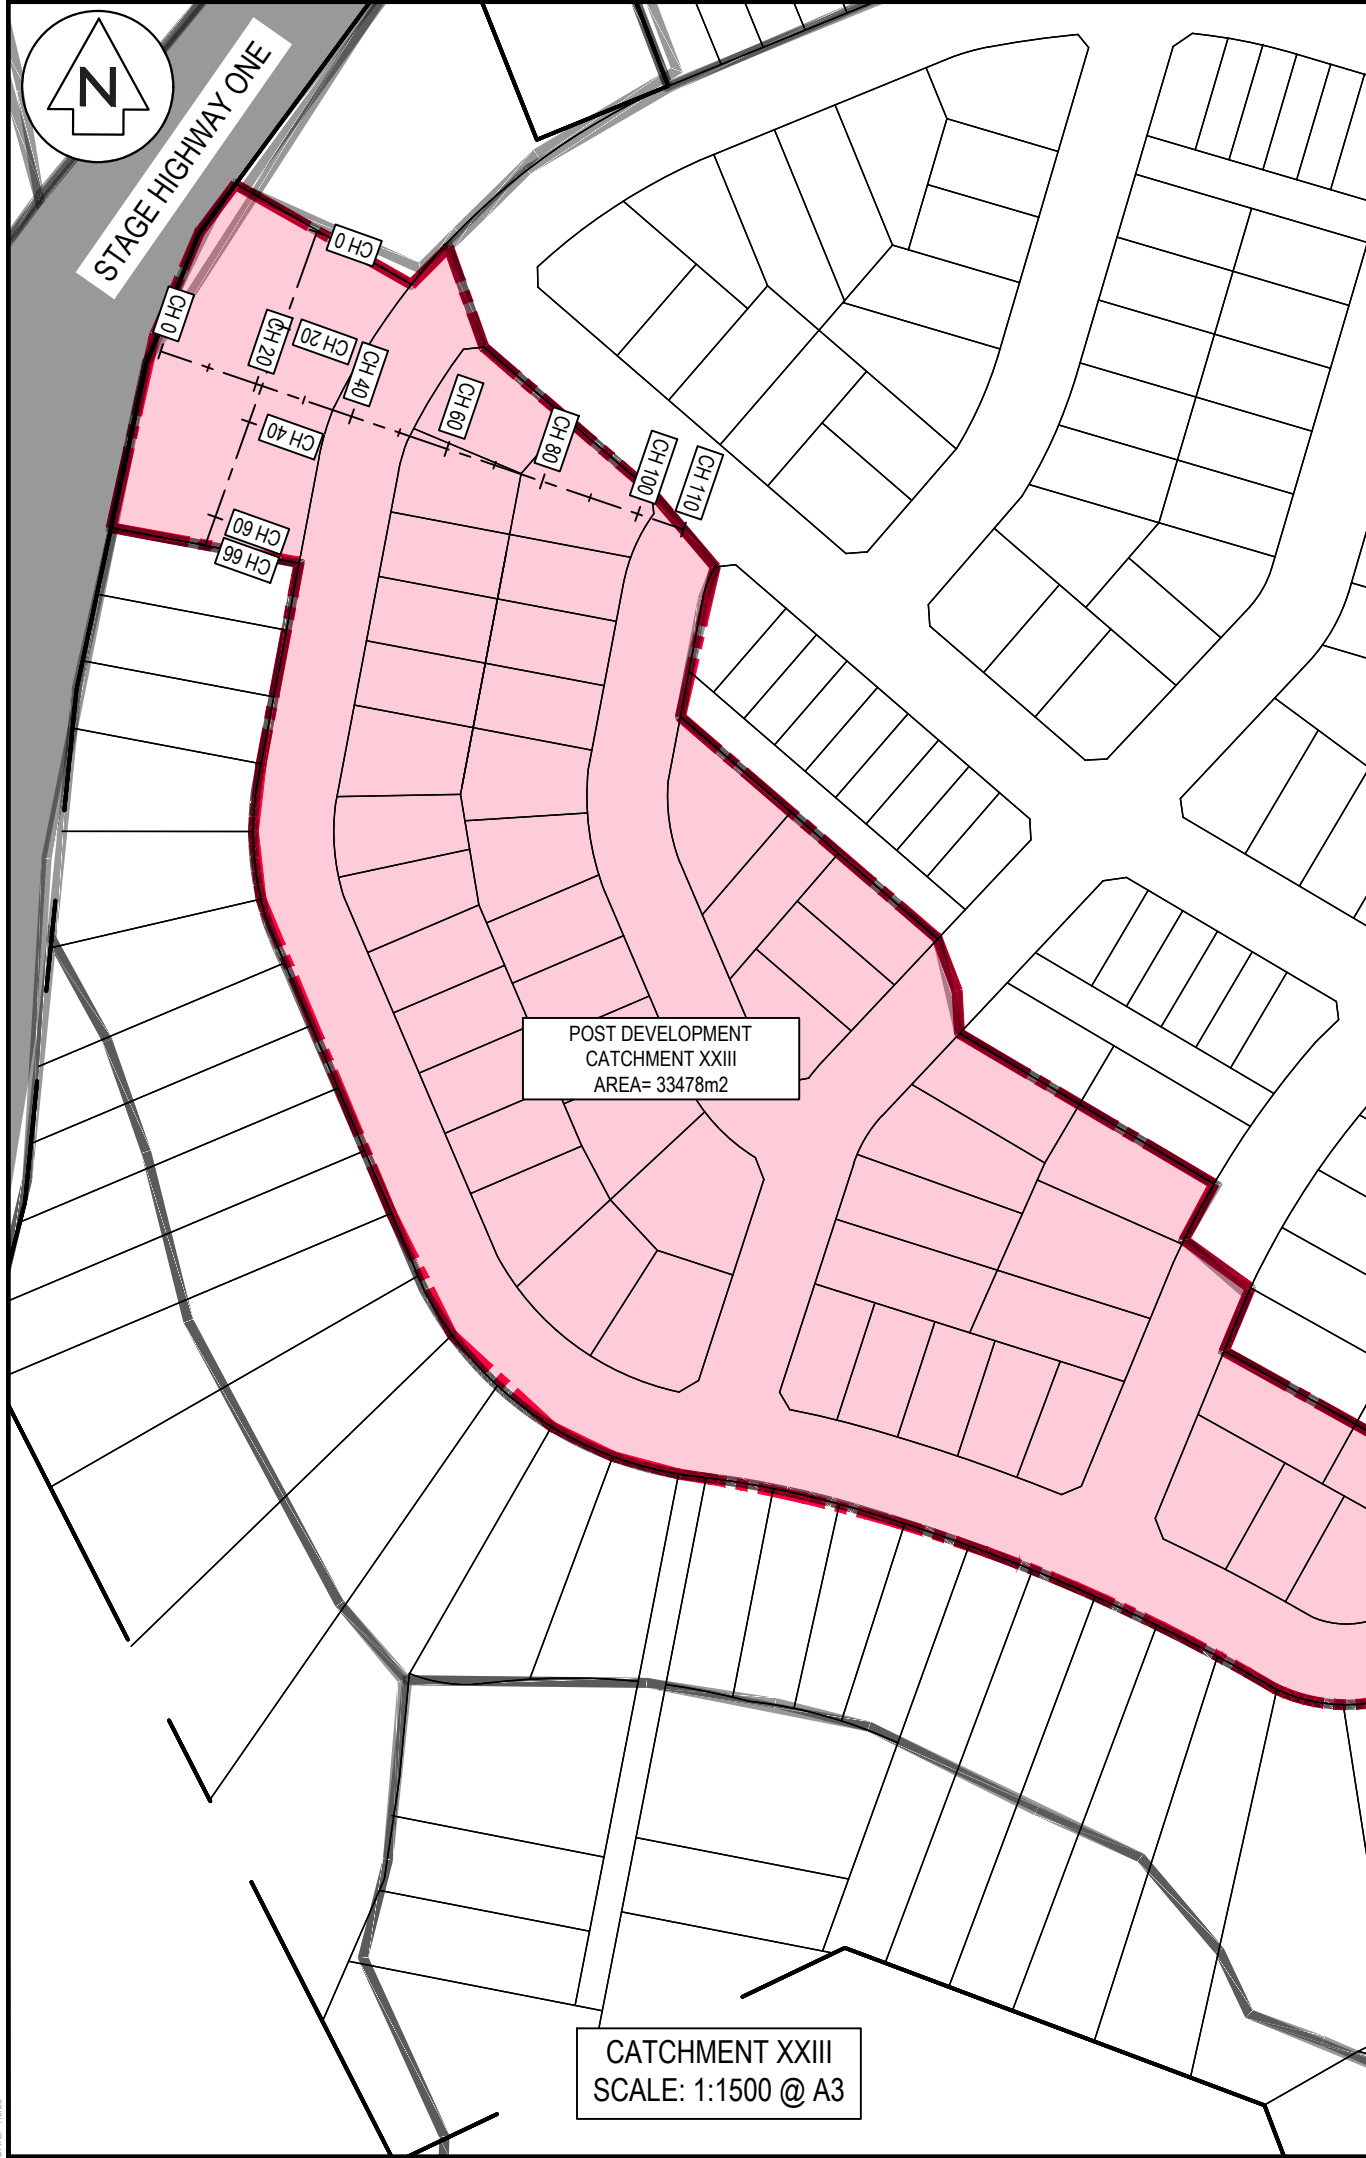 N
STAGE HIGHWAY ONE
CH 0
CH 0
CH 20
CH 20
CH 40
CH 40
CH 60
CH 80
CH 100
CH 110
CH 60
CH 66
POST DEVELOPMENT
CATCHMENT XXIII
AREA= 33478m2
CATCHMENT XXIII
SCALE: 1:1500 @ A3